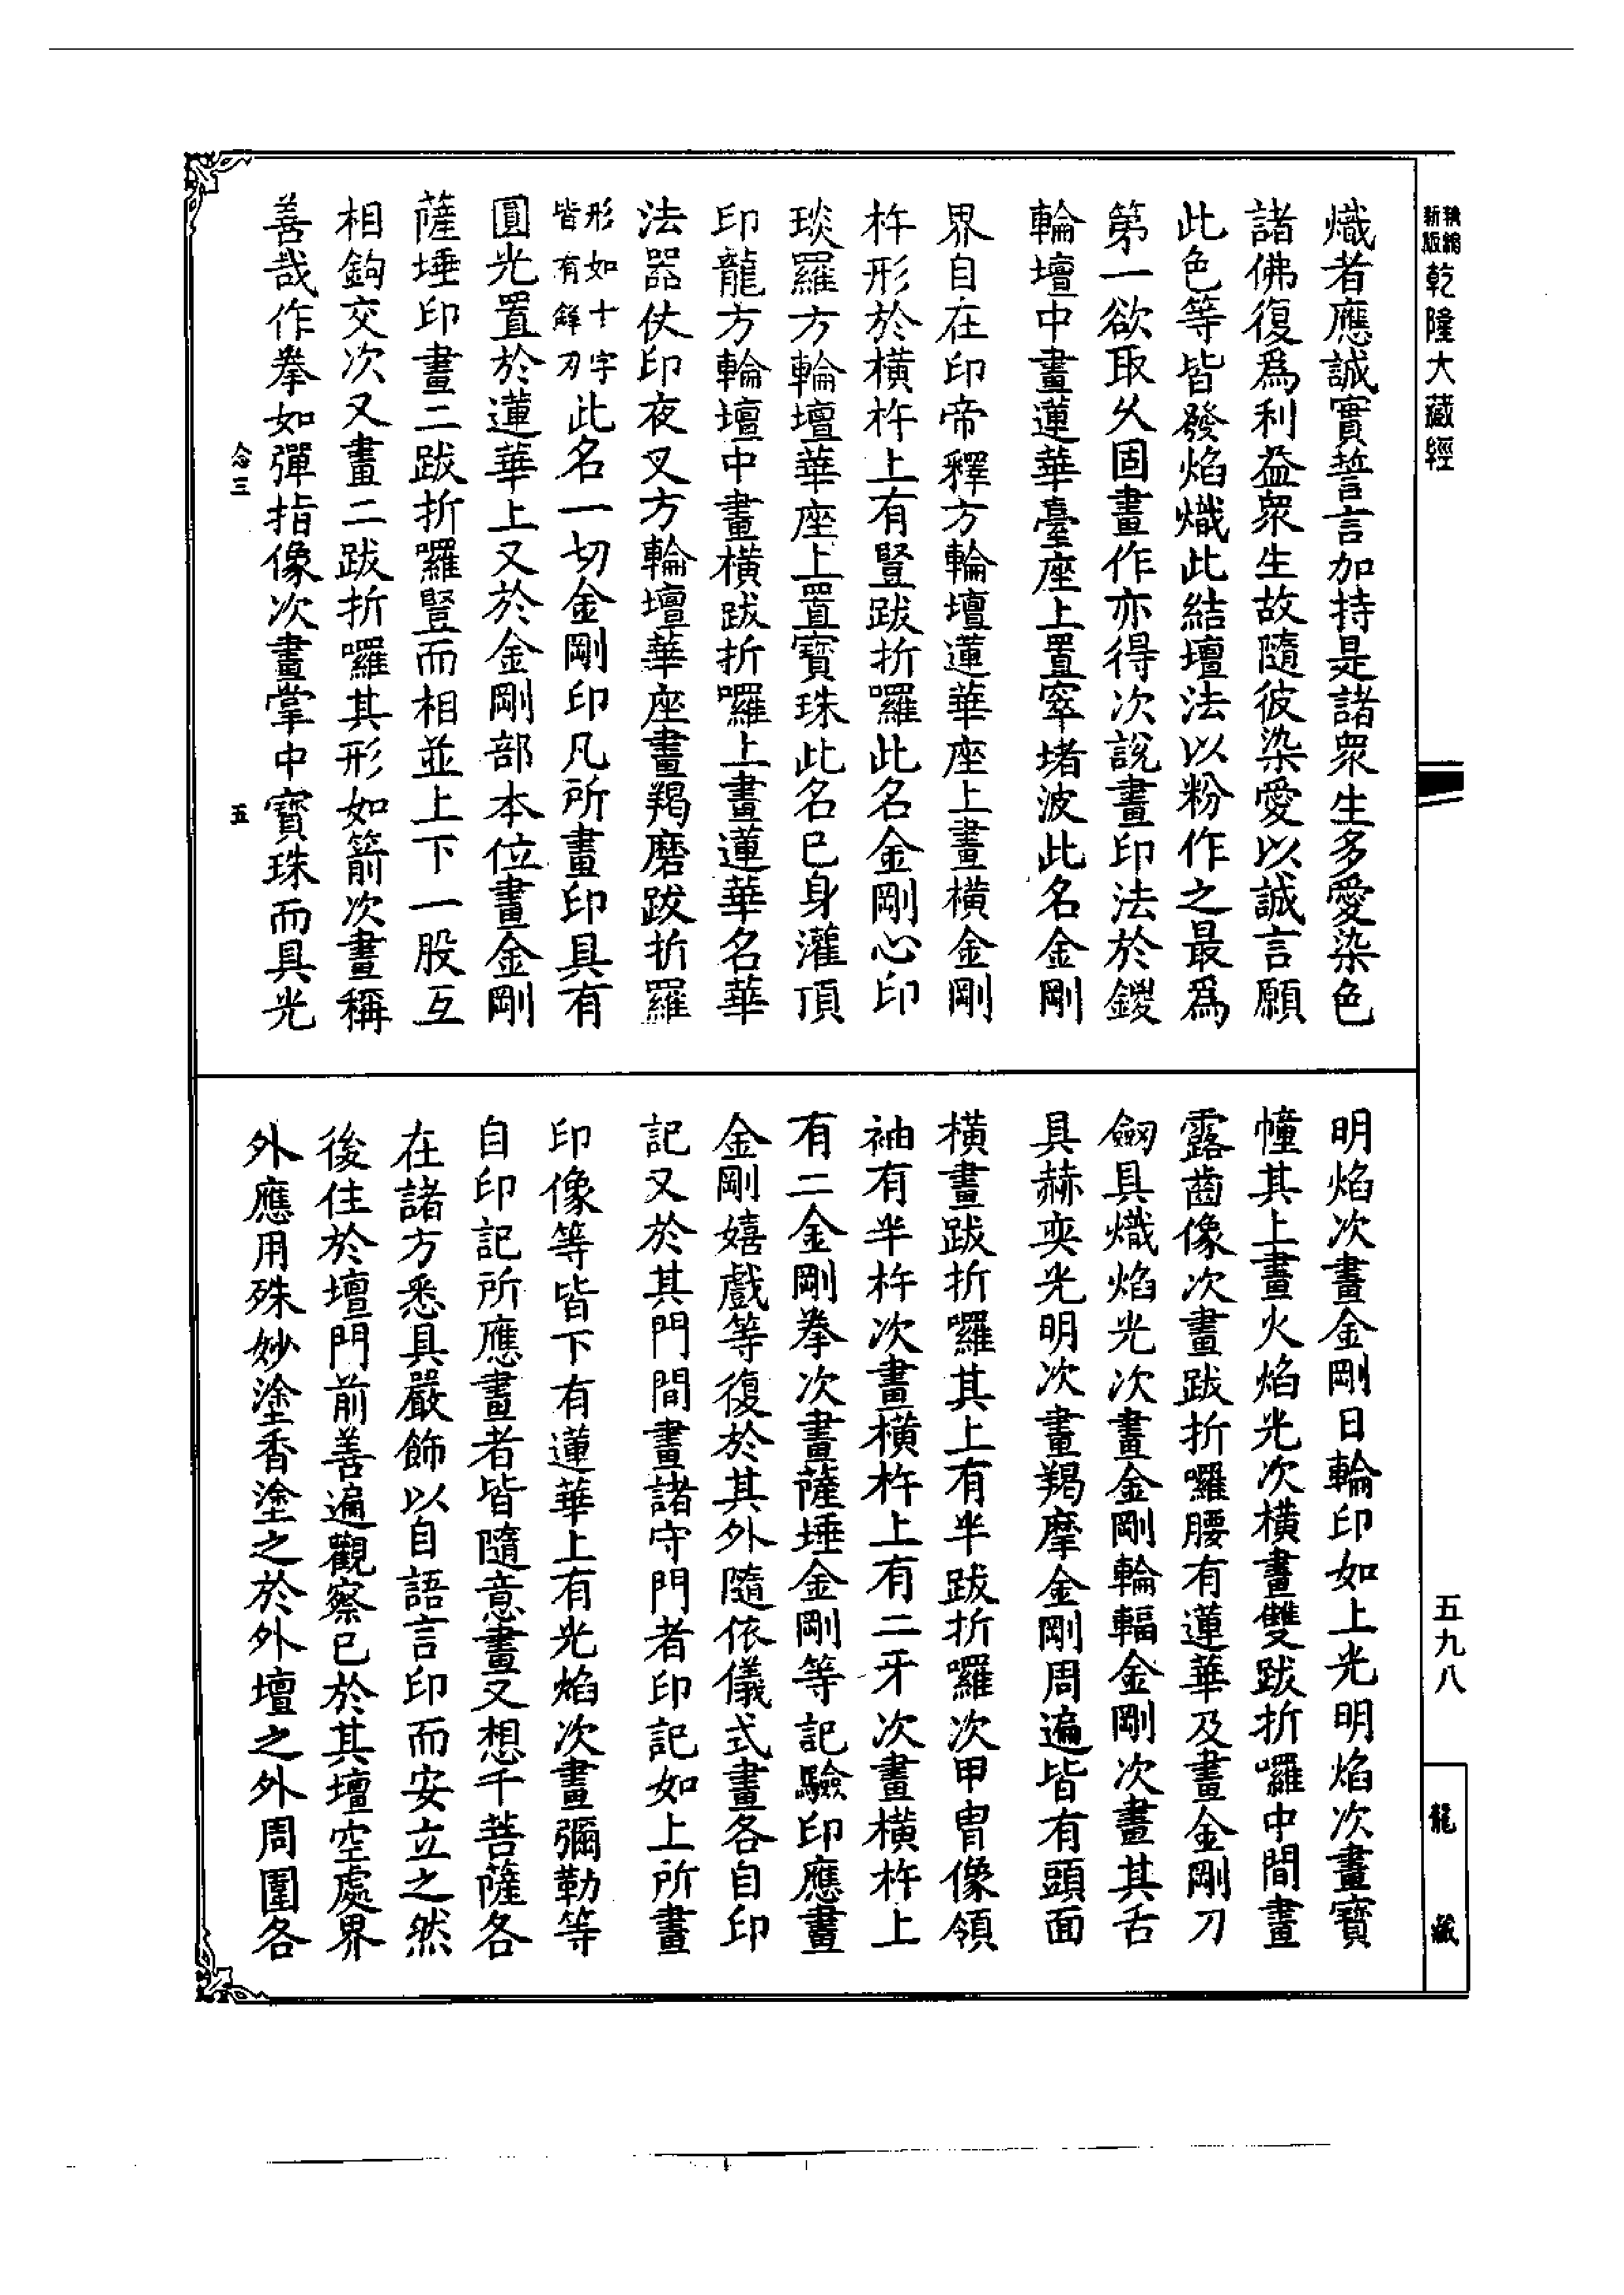 新版精縮乾隆大藏經
熾者應誠實誓言加持是諸衆生多愛染色
諸佛復爲利益衆生故隨彼染愛以誠言願
此色等皆發焰熾此結壇法以粉作之最爲
第一欲取久固畫作亦得次說畫印法於鑁
輪壇中畫蓮華臺座上置窣堵波此名金剛
界自在印帝釋方輪壇蓮華座上畫橫金剛
杵形於橫杵上有豎跋折囉此名金剛心印
琰羅方輪壇華座上置寶珠此名已身灌頂
印龍方輪壇中畫橫跋折囉上畫蓮華名華
法器仗印夜叉方輪壇華座畫羯磨跋折羅
形如十字皆有鋒刃此名一切金剛印凡所畫印具有
圓光置於蓮華上又於金剛部本位畫金剛
薩埵印畫二跋折囉豎而相並上下一股互
相鉤交次又畫二跋折囉其形如箭次畫稱
善哉作拳如彈指像次畫掌中寶珠而具光
念三
五
明焰次畫金剛日輪印如上光明焰次畫寶
幢其上畫火焰光次橫畫雙跋折囉中間畫
露齒像次畫跋折囉腰有蓮華及畫金剛刀
劒具熾焰光次畫金剛輪輻金剛次畫其舌
具赫奕光明次畫羯摩金剛周遍皆有頭面
橫畫跋折囉其上有半跋折囉次甲冑像領
袖有半杵次畫橫杵上有二牙次畫橫杵上
有二金剛拳次畫薩埵金剛等記驗印應畫
金剛嬉戲等復於其外隨依儀式畫各自印
記又於其門間畫諸守門者印記如上所畫
印像等皆下有蓮華上有光焰次畫彌勒等
自印記所應畫者皆隨意畫又想千菩薩各
在諸方悉具嚴飾以自語言印而安立之然
後住於壇門前善遍觀察已於其壇空處界
外應用殊妙塗香塗之於外壇之外周圍各
五九八
龍藏